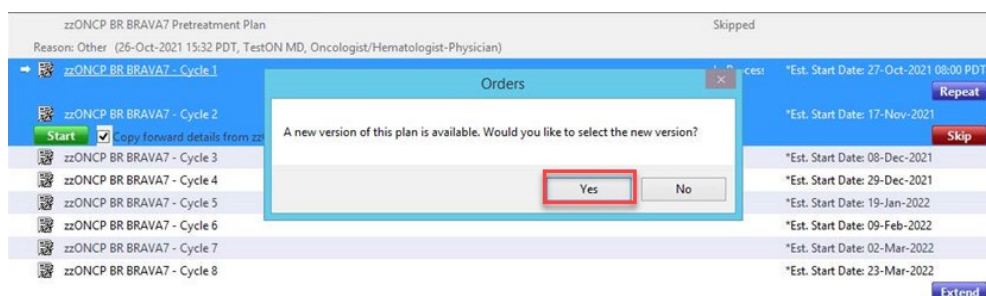 zzONCP BR BRAVA7 Pretreatment Plan Skipped
Reason: Other (26-Oct-2021 15:32 PDT, TestON MD, Oncologist/Hematologist-Physician)
zzONCP BR BRAVA7 - Cycle 1 *Est. Start Date: 27-Oct-2021 08:00 PDT
Repeat
Orders
zzONCP BR BRAVA7 - Cycle 2 *Est. Start Date: 17-Nov-2021
Start Copy forward details from Skip
A new version of this plan is available. Would you like to select the new version?
zzONCP BR BRAVA7 - Cycle 3 *Est. Start Date: 08-Dec-2021
zzONCP BR BRAVA7 - Cycle 4 *Est. Start Date: 29-Dec-2021
Yes No
zzONCP BR BRAVA7 - Cycle 5 *Est. Start Date: 19-Jan-2022
zzONCP BR BRAVA7 - Cycle 6 *Est. Start Date: 09-Feb-2022
zzONCP BR BRAVA7 - Cycle 7 *Est. Start Date: 02-Mar-2022
zzONCP BR BRAVA7 - Cycle 8 *Est. Start Date: 23-Mar-2022
Extend